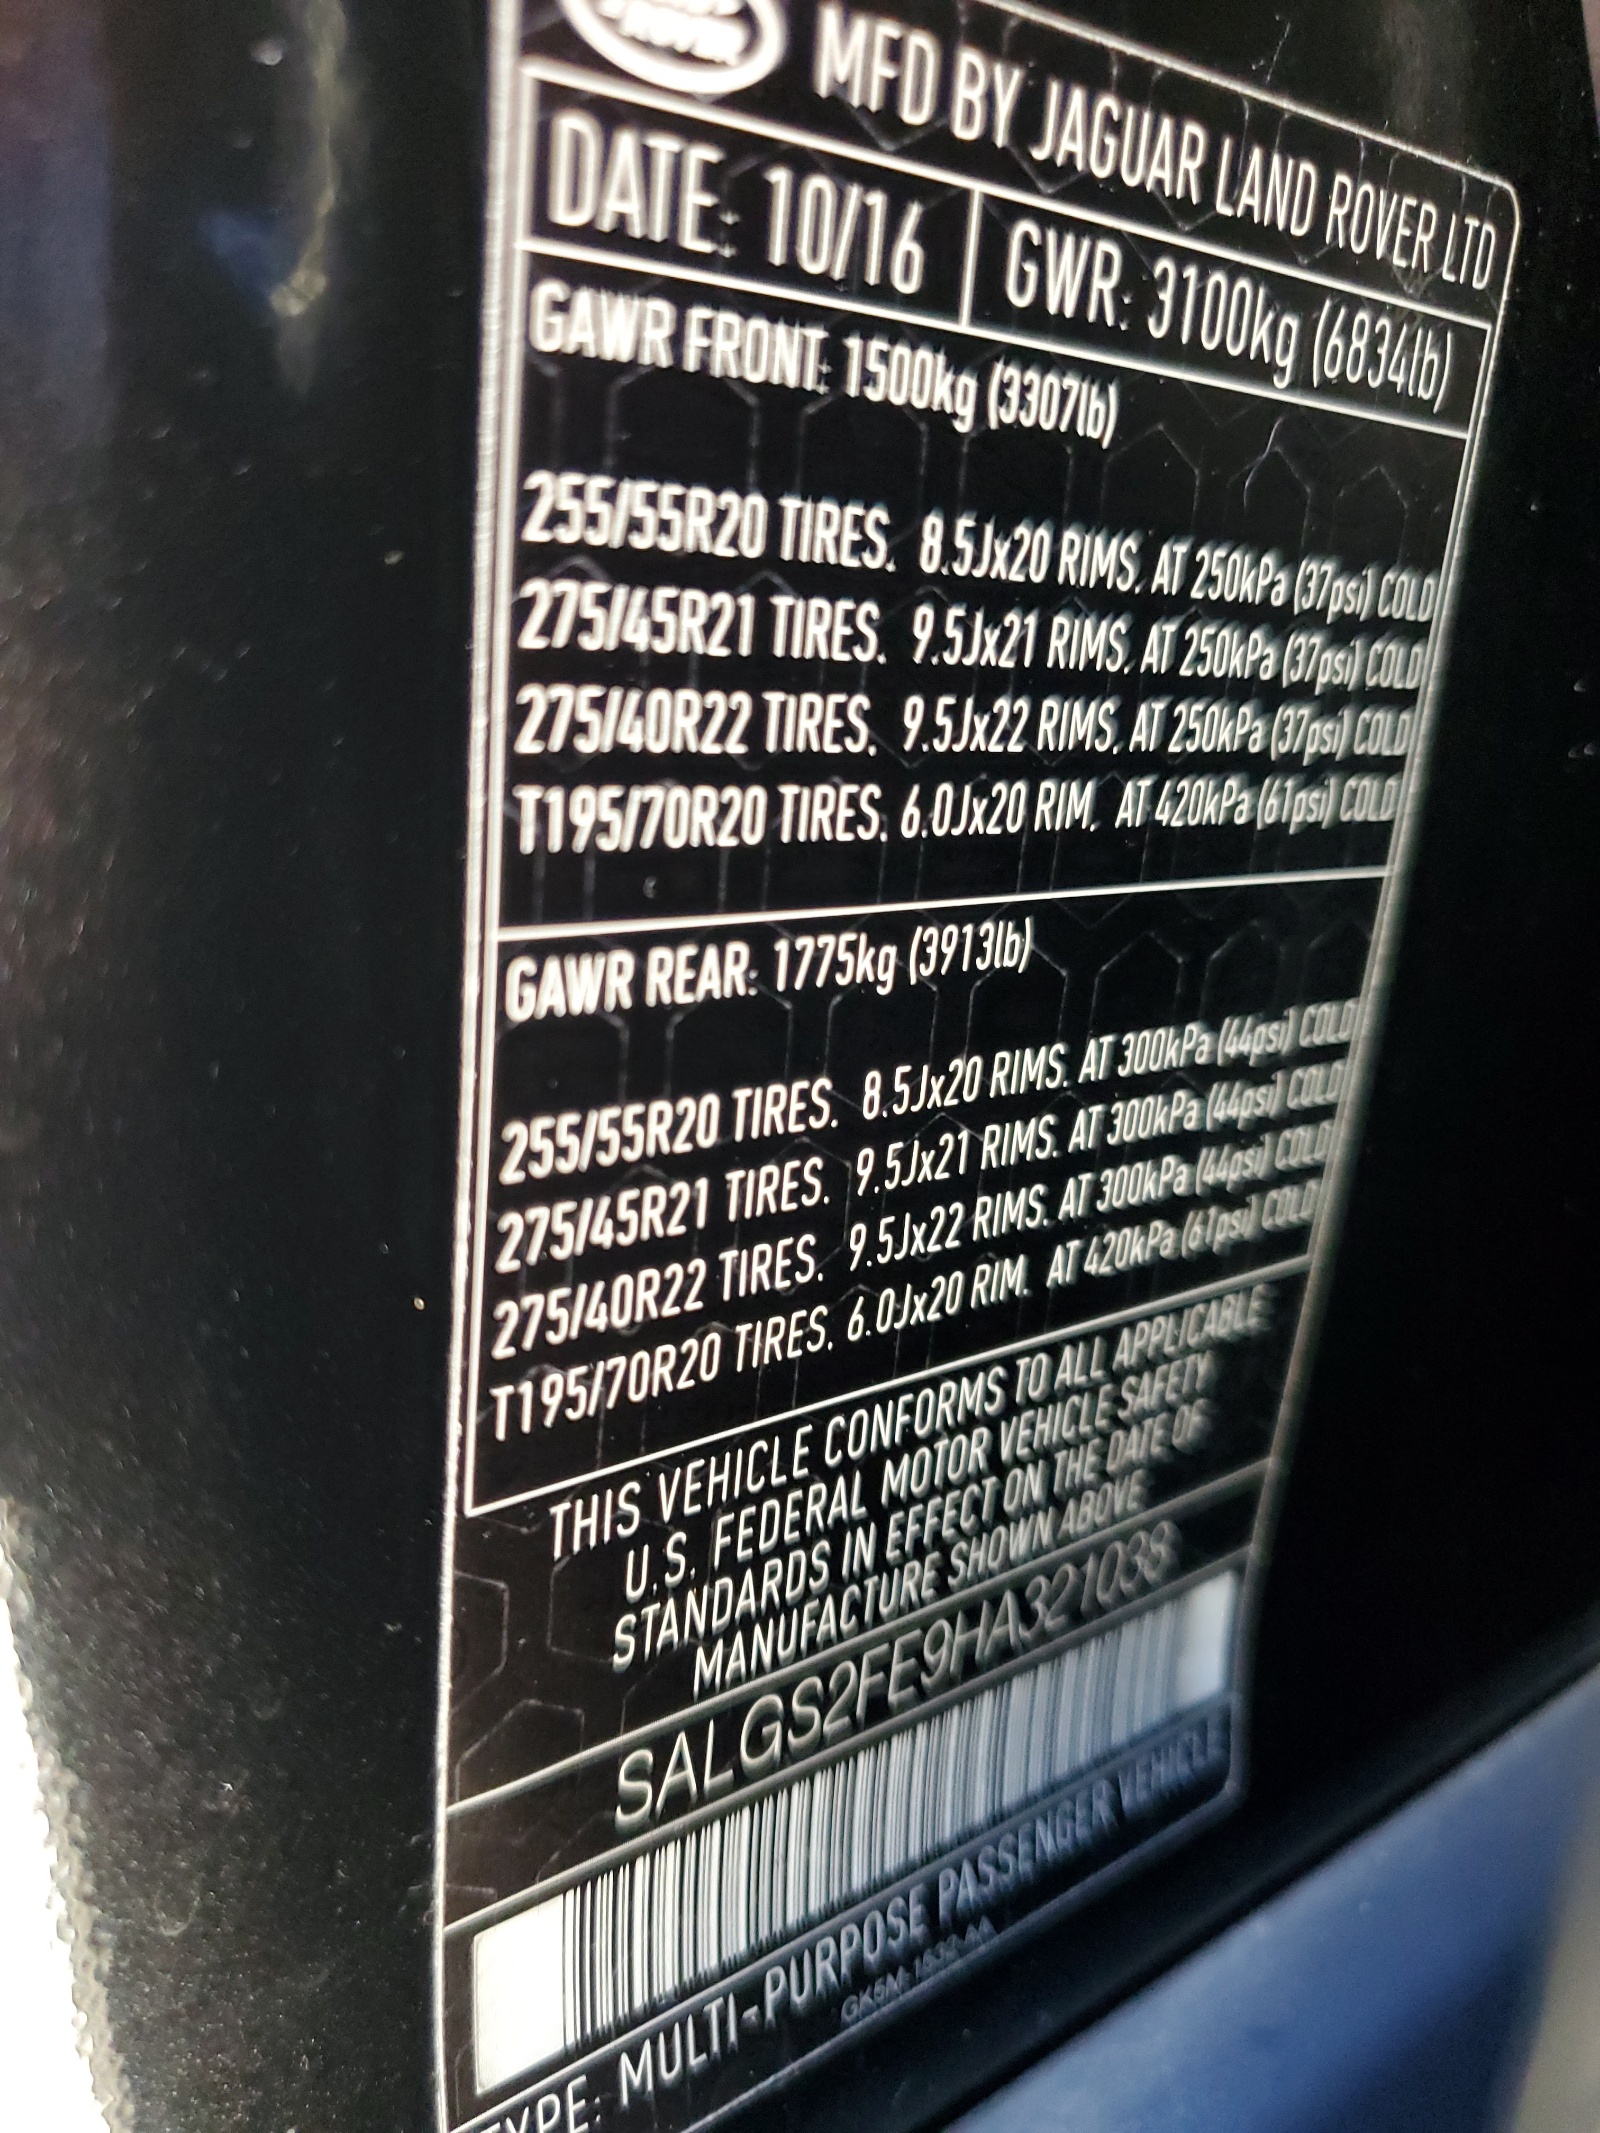 ROVER
MFD BY JAGUAR LAND ROVER LTD
DATE: 10/16 GWR: 3100kg (6834lb)
GAWR FRONT: 1500kg (3307lb)
255/55R20 TIRES. 8.5Jx20 RIMS. AT 250kPa (37psi) COLD
275/45R21 TIRES. 9.5Jx21 RIMS. AT 250kPa (37psi) COLD
275/40R22 TIRES. 9.5Jx22 RIMS. AT 250kPa (37psi) COLD
T195/70R20 TIRES. 6.0Jx20 RIM. AT 420kPa (61psi) COLD
GAWR REAR: 1775kg (3913lb)
255/55R20 TIRES. 8.5Jx20 RIMS. AT 300kPa (44psi) COLD
275/45R21 TIRES. 9.5Jx21 RIMS. AT 300kPa (44psi) COLD
275/40R22 TIRES. 9.5Jx22 RIMS. AT 300kPa (44psi) COLD
T195/70R20 TIRES. 6.0Jx20 RIM. AT 420kPa (61psi) COLD
THIS VEHICLE CONFORMS TO ALL APPLICABLE
U.S. FEDERAL MOTOR VEHICLE SAFETY
STANDARDS IN EFFECT ON THE DATE OF
MANUFACTURE SHOWN ABOVE
SALGS2FE9HA321038
TYPE: MULTI-PURPOSE PASSENGER VEHICLE